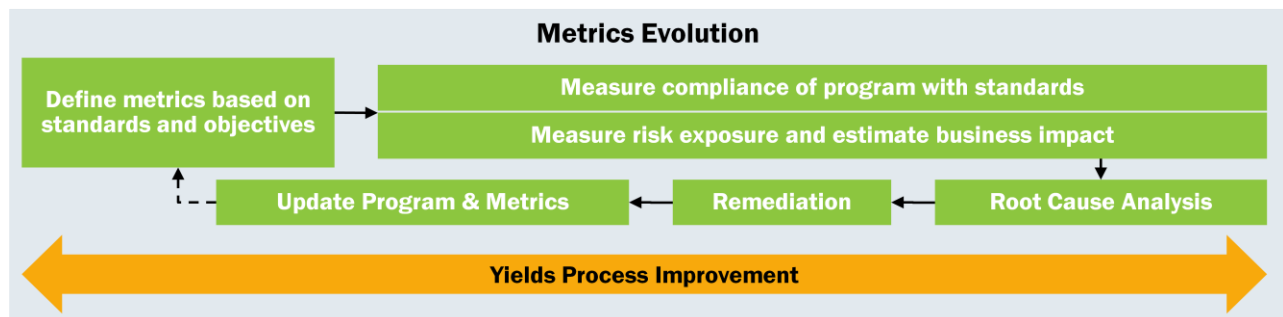 Metrics Evolution
Define metrics based on
standards and objectives
Measure compliance of program with standards
Measure risk exposure and estimate business impact
Root Cause Analysis
Remediation
Update Program & Metrics
Yields Process Improvement